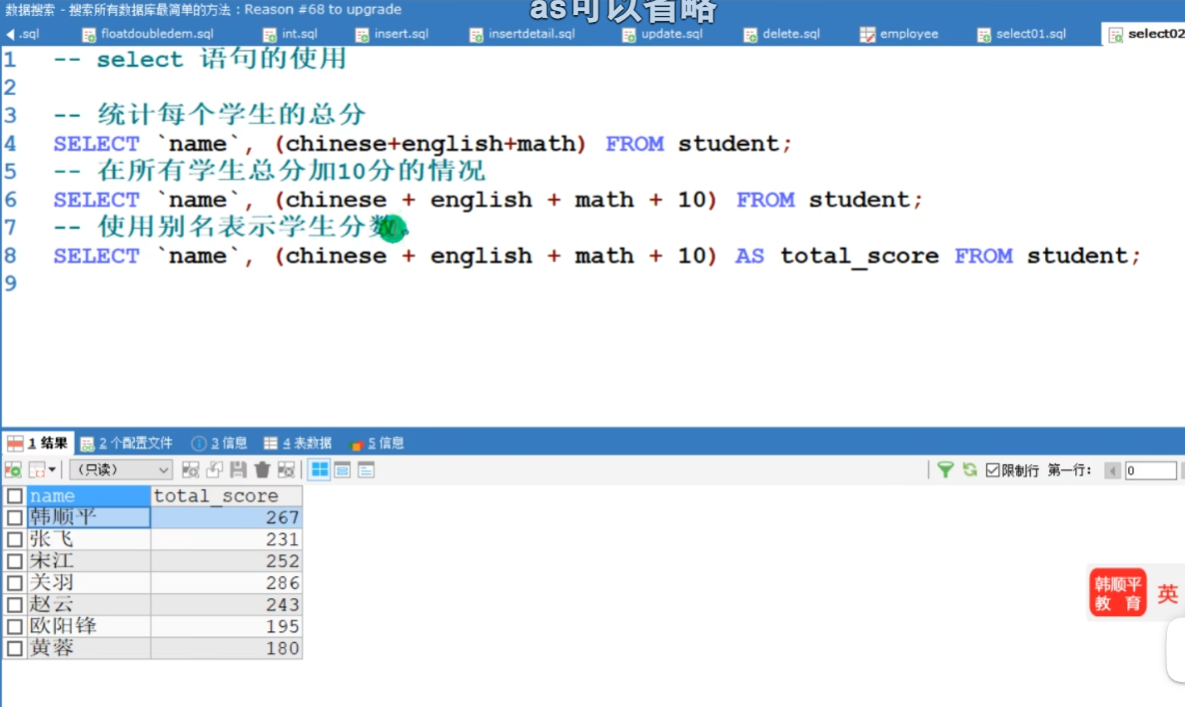 数据搜索 - 搜索所有数据库最简单的方法：Reason #68 to upgrade
as可以省略
.sql floatdoubledem.sql int.sql insert.sql insertdetail.sql update.sql delete.sql employee select01.sql select02
1 -- select 语句的使用
2
3 -- 统计每个学生的总分
4 SELECT `name`, (chinese+english+math) FROM student;
5 -- 在所有学生总分加10分的情况
6 SELECT `name`, (chinese + english + math + 10) FROM student;
7 -- 使用别名表示学生分数。
8 SELECT `name`, (chinese + english + math + 10) AS total_score FROM student;
9
1 结果 2 个配置文件 3 信息 4 表数据 5 信息
（只读） 限制行 第一行： 0
name total_score
韩顺平 267
张飞 231
宋江 252
关羽 286
赵云 243
欧阳锋 195
黄蓉 180
韩顺平
教 育
英